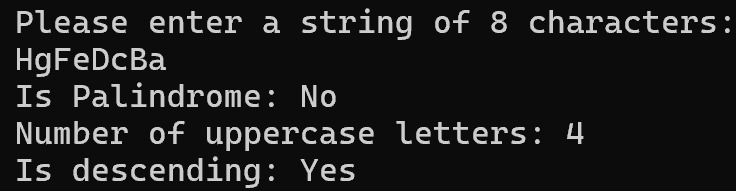 Please enter a string of 8 characters:
HgFeDcBa
Is Palindrome: No
Number of uppercase letters: 4
Is descending: Yes